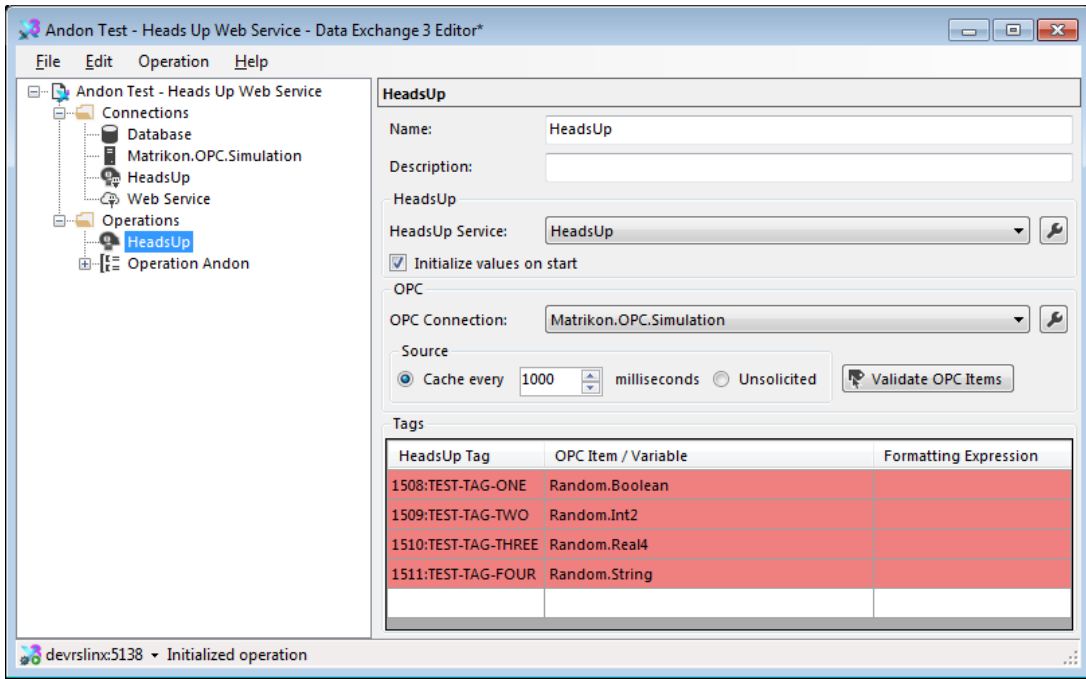 Andon Test - Heads Up Web Service - Data Exchange 3 Editor*
File Edit Operation Help
Andon Test - Heads Up Web Service
Connections
Database
Matrikon.OPC.Simulation
HeadsUp
Web Service
Operations
HeadsUp
Operation Andon
HeadsUp
Name: HeadsUp
Description:
HeadsUp
HeadsUp Service: HeadsUp
Initialize values on start
OPC
OPC Connection: Matrikon.OPC.Simulation
Source
Cache every 1000 milliseconds Unsolicited Validate OPC Items
Tags
HeadsUp Tag OPC Item / Variable Formatting Expression
1508:TEST-TAG-ONE Random.Boolean
1509:TEST-TAG-TWO Random.Int2
1510:TEST-TAG-THREE Random.Real4
1511:TEST-TAG-FOUR Random.String
devrslinx:5138 Initialized operation